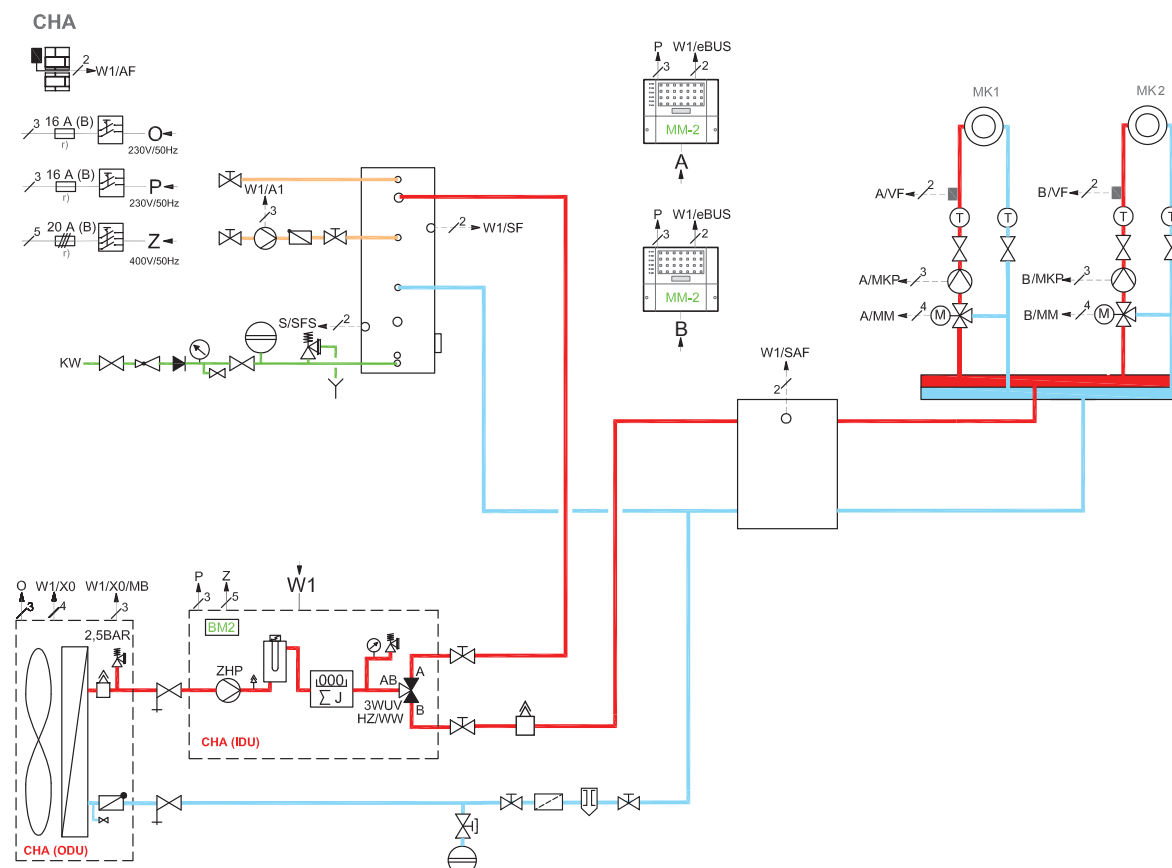 CHA
2
W1/AF
3 16 A (B)
r)
O
230V/50Hz
3 16 A (B)
r)
P
230V/50Hz
5 20 A (B)
r)
Z
400V/50Hz
W1/A1
3
2 W1/SF
S/SFS 2
KW
P W1/eBUS
3 2
MM-2
A
P W1/eBUS
3 2
MM-2
B
MK1
MK2
A/VF 2
B/VF 2
T T T T
A/MKP 3
B/MKP 3
A/MM 4 M
B/MM 4 M
W1/SAF
2
O W1/X0 W1/X0/MB
3 4 3
2,5BAR
CHA (ODU)
P Z W1
3 5
BM2
ZHP
000
∑ J
AB A
B
3WUV
HZ/WW
CHA (IDU)